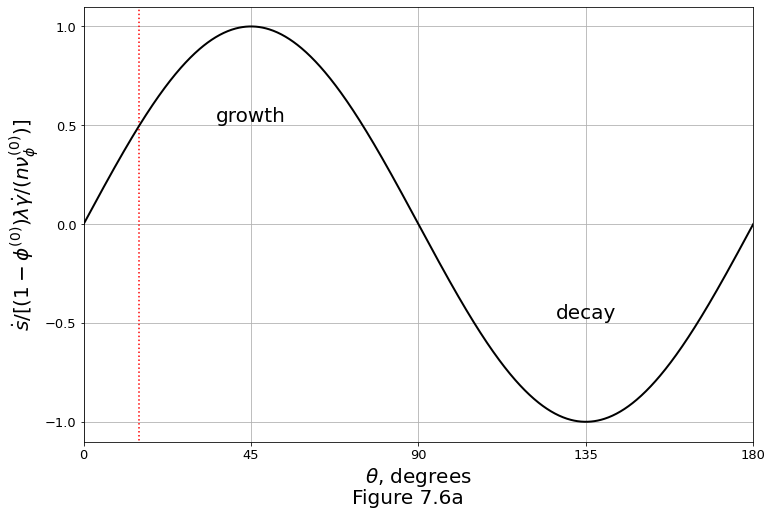 1.0
0.5
0.0
−0.5
−1.0
ṡ/[(1 − ϕ⁽⁰⁾)λγ̇/(nν_ϕ⁽⁰⁾)]
growth
decay
0 45 90 135 180
θ, degrees
Figure 7.6a